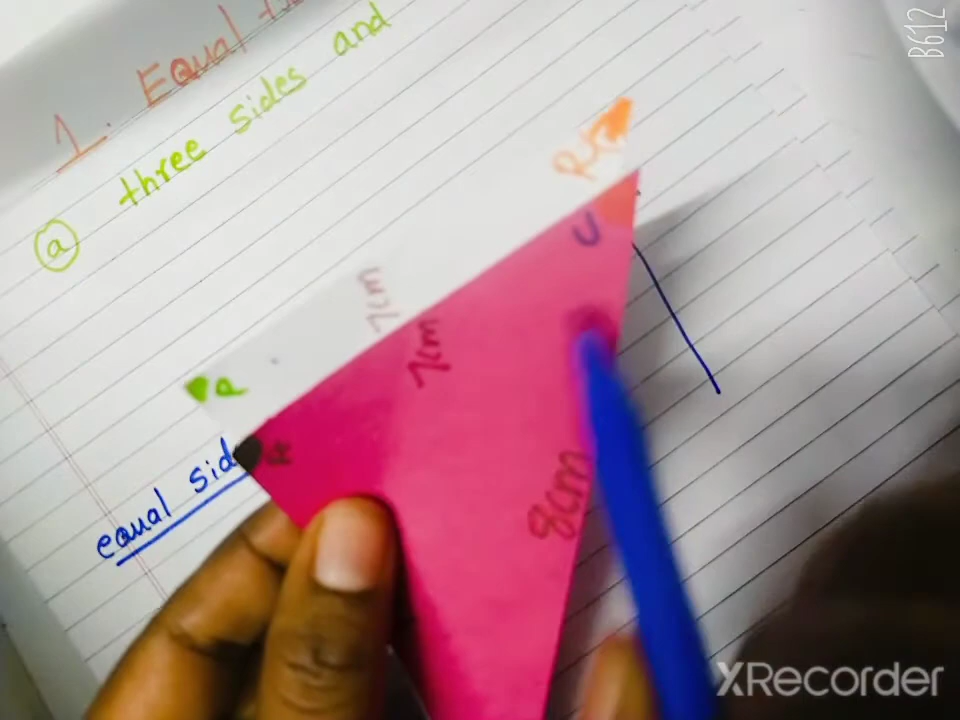 1. Equal
three sides and
a
R
C
7cm
7cm
P
A
8cm
equal sid
B612
XRecorder